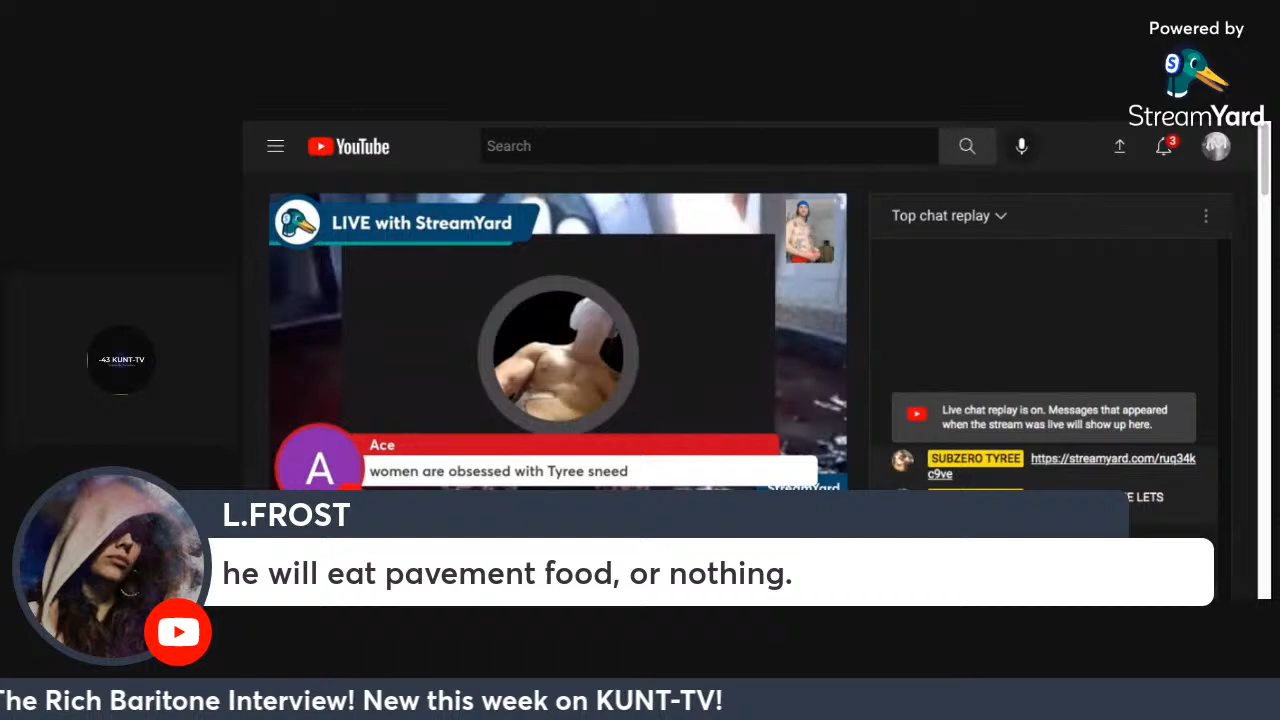 Powered by
StreamYard
YouTube
Search
3
LIVE with StreamYard
Top chat replay
-43 KUNT-TV
Live chat replay is on. Messages that appeared
when the stream was live will show up here.
Ace
A
women are obsessed with Tyree sneed
SUBZERO TYREE https://streamyard.com/ruq34k
c9ve
StreamYard
E LETS
L.FROST
he will eat pavement food, or nothing.
The Rich Baritone Interview! New this week on KUNT-TV!